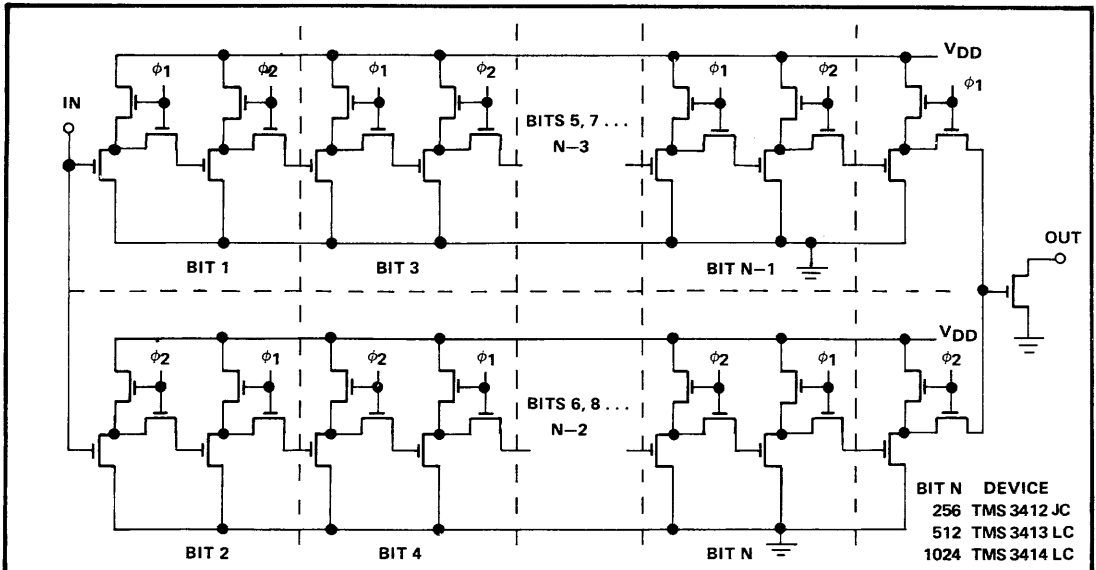 VDD
ϕ1 ϕ2 ϕ1 ϕ2 ϕ1 ϕ2 ϕ1
IN
BITS 5, 7 . . .
N–3
OUT
BIT 1 BIT 3 BIT N–1
VDD
ϕ2 ϕ1 ϕ2 ϕ1 ϕ2 ϕ1 ϕ2
BITS 6, 8 . . .
N–2
BIT N DEVICE
256 TMS 3412 JC
512 TMS 3413 LC
1024 TMS 3414 LC
BIT 2 BIT 4 BIT N